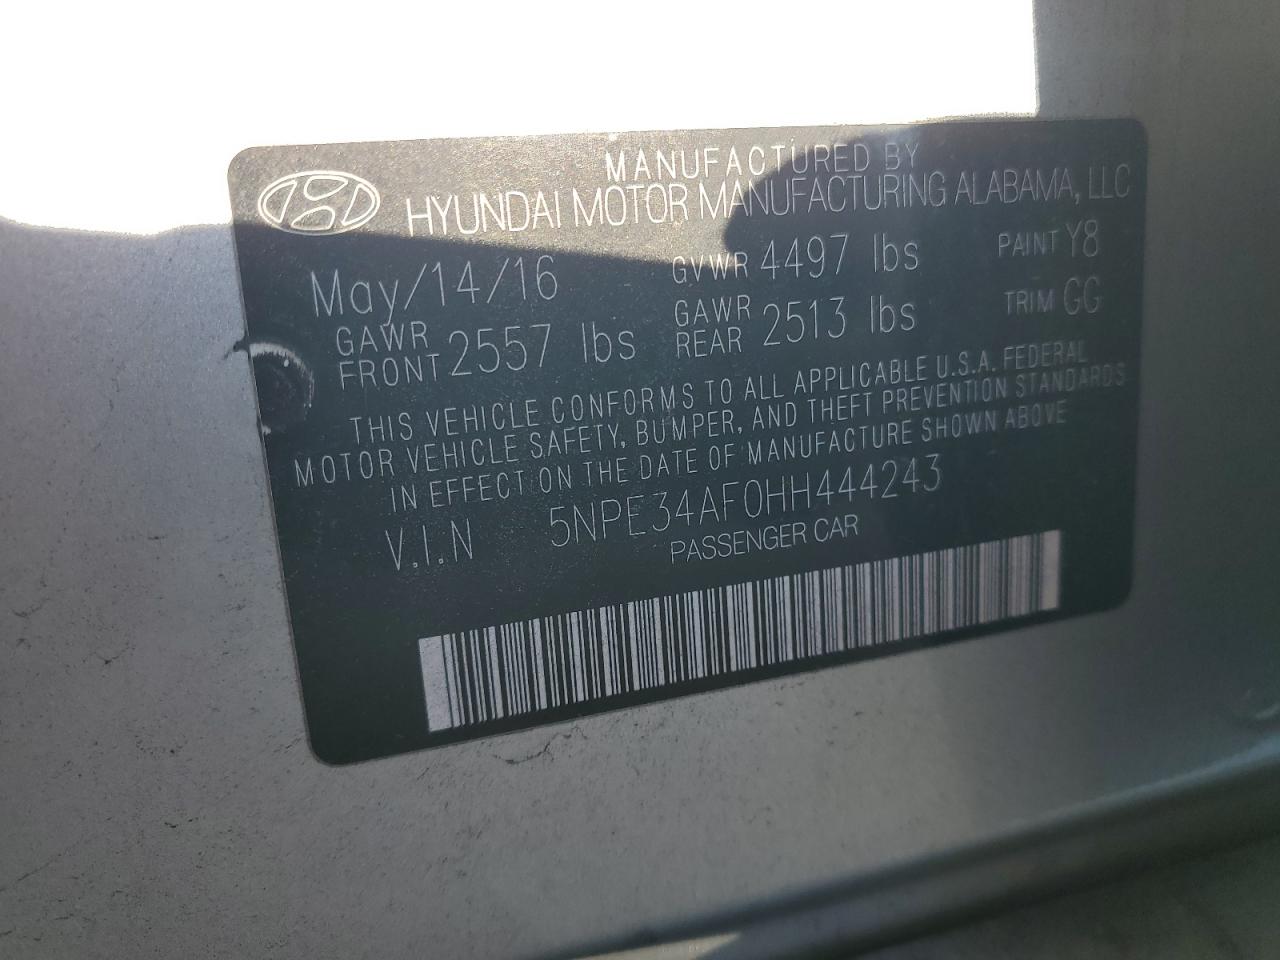 MANUFACTURED BY
HYUNDAI MOTOR MANUFACTURING ALABAMA, LLC
May/14/16 GVWR 4497 lbs PAINT Y8
GAWR FRONT 2557 lbs GAWR REAR 2513 lbs TRIM GG
THIS VEHICLE CONFORMS TO ALL APPLICABLE U.S.A. FEDERAL
MOTOR VEHICLE SAFETY, BUMPER, AND THEFT PREVENTION STANDARDS
IN EFFECT ON THE DATE OF MANUFACTURE SHOWN ABOVE
V.I.N 5NPE34AF0HH444243
PASSENGER CAR